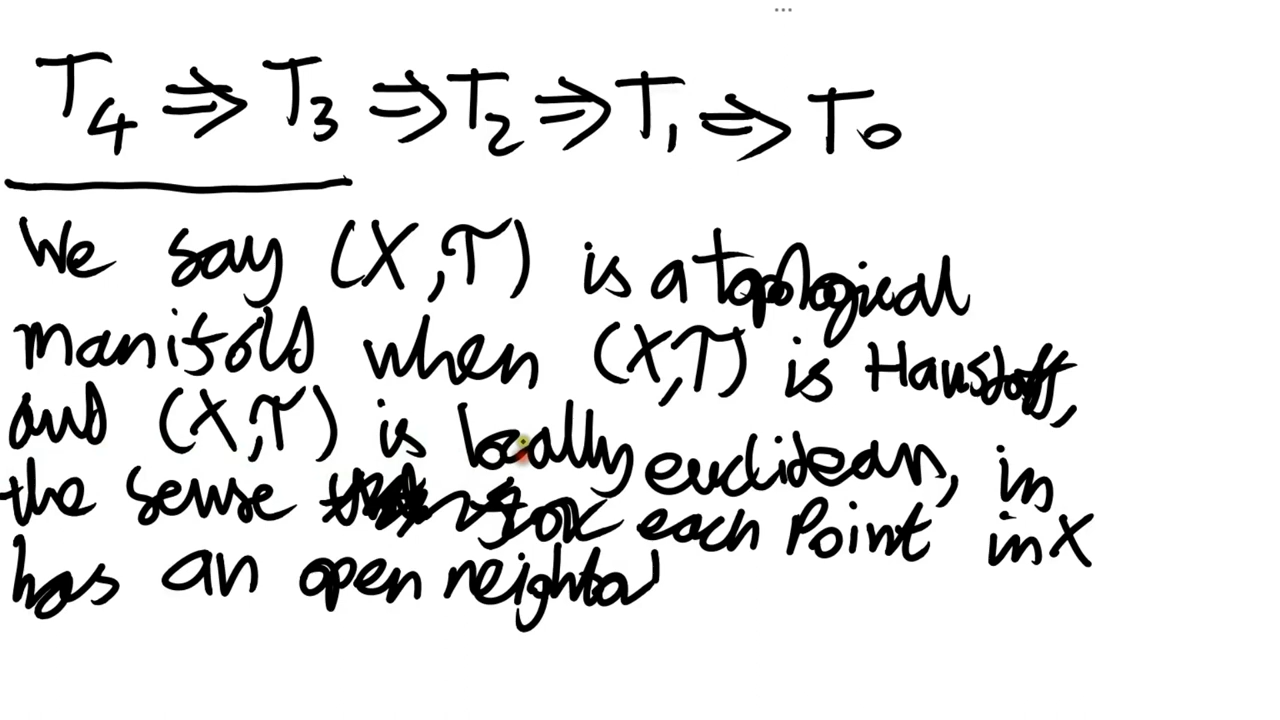 T₄ ⇒ T₃ ⇒ T₂ ⇒ T₁ ⇒ T₀
We say (X,𝒯) is a topological
manifold when (X,𝒯) is Hausdorff,
and (X,𝒯) is locally euclidean, in
the sense each Point in X
has an open neighbo